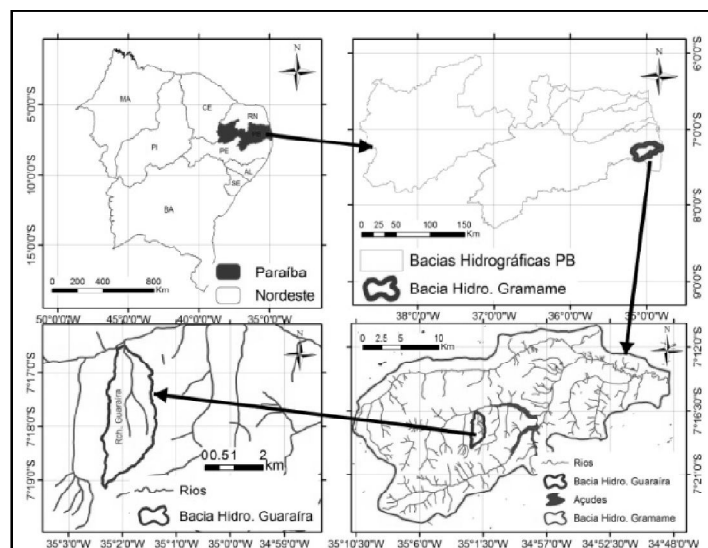 N
5°0'0"S
10°0'0"S
15°0'0"S
MA
CE
RN
PI
PE
AL
SE
BA
0 200 400 800
Km
Paraíba
Nordeste
50°0'0"W 45°0'0"W 40°0'0"W 35°0'0"W
N
6°0'0"S
7°0'0"S
8°0'0"S
9°0'0"S
0 25 50 100 150
Km
Bacias Hidrográficas PB
Bacia Hidro. Gramame
38°0'0"W 37°0'0"W 36°0'0"W 35°0'0"W
N
7°17'0"S
7°18'0"S
7°19'0"S
Rch. Guaraíra
0 0.5 1 2
km
Rios
Bacia Hidro. Guaraíra
35°3'0"W 35°2'0"W 35°1'0"W 35°0'0"W 34°59'0"W
0 2.5 5 10
Km
N
7°12'0"S
7°16'30"S
7°21'0"S
Rios
Bacia Hidro. Guaraíra
Açudes
Bacia Hidro. Gramame
35°10'30"W 35°6'0"W 35°1'30"W 34°57'0"W 34°52'30"W 34°48'0"W